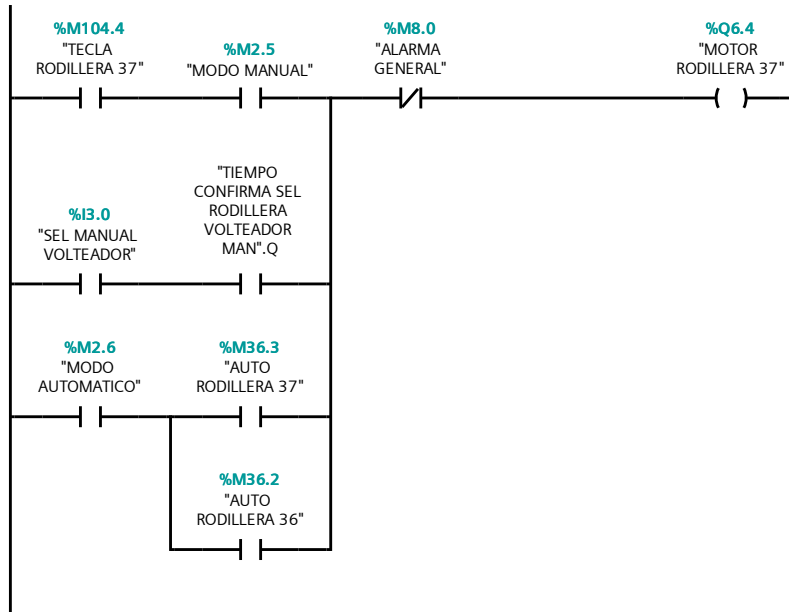 %M104.4
"TECLA
RODILLERA 37"
%M2.5
"MODO MANUAL"
%M8.0
"ALARMA
GENERAL"
%Q6.4
"MOTOR
RODILLERA 37"
%I3.0
"SEL MANUAL
VOLTEADOR"
"TIEMPO
CONFIRMA SEL
RODILLERA
VOLTEADOR
MAN".Q
%M2.6
"MODO
AUTOMATICO"
%M36.3
"AUTO
RODILLERA 37"
%M36.2
"AUTO
RODILLERA 36"